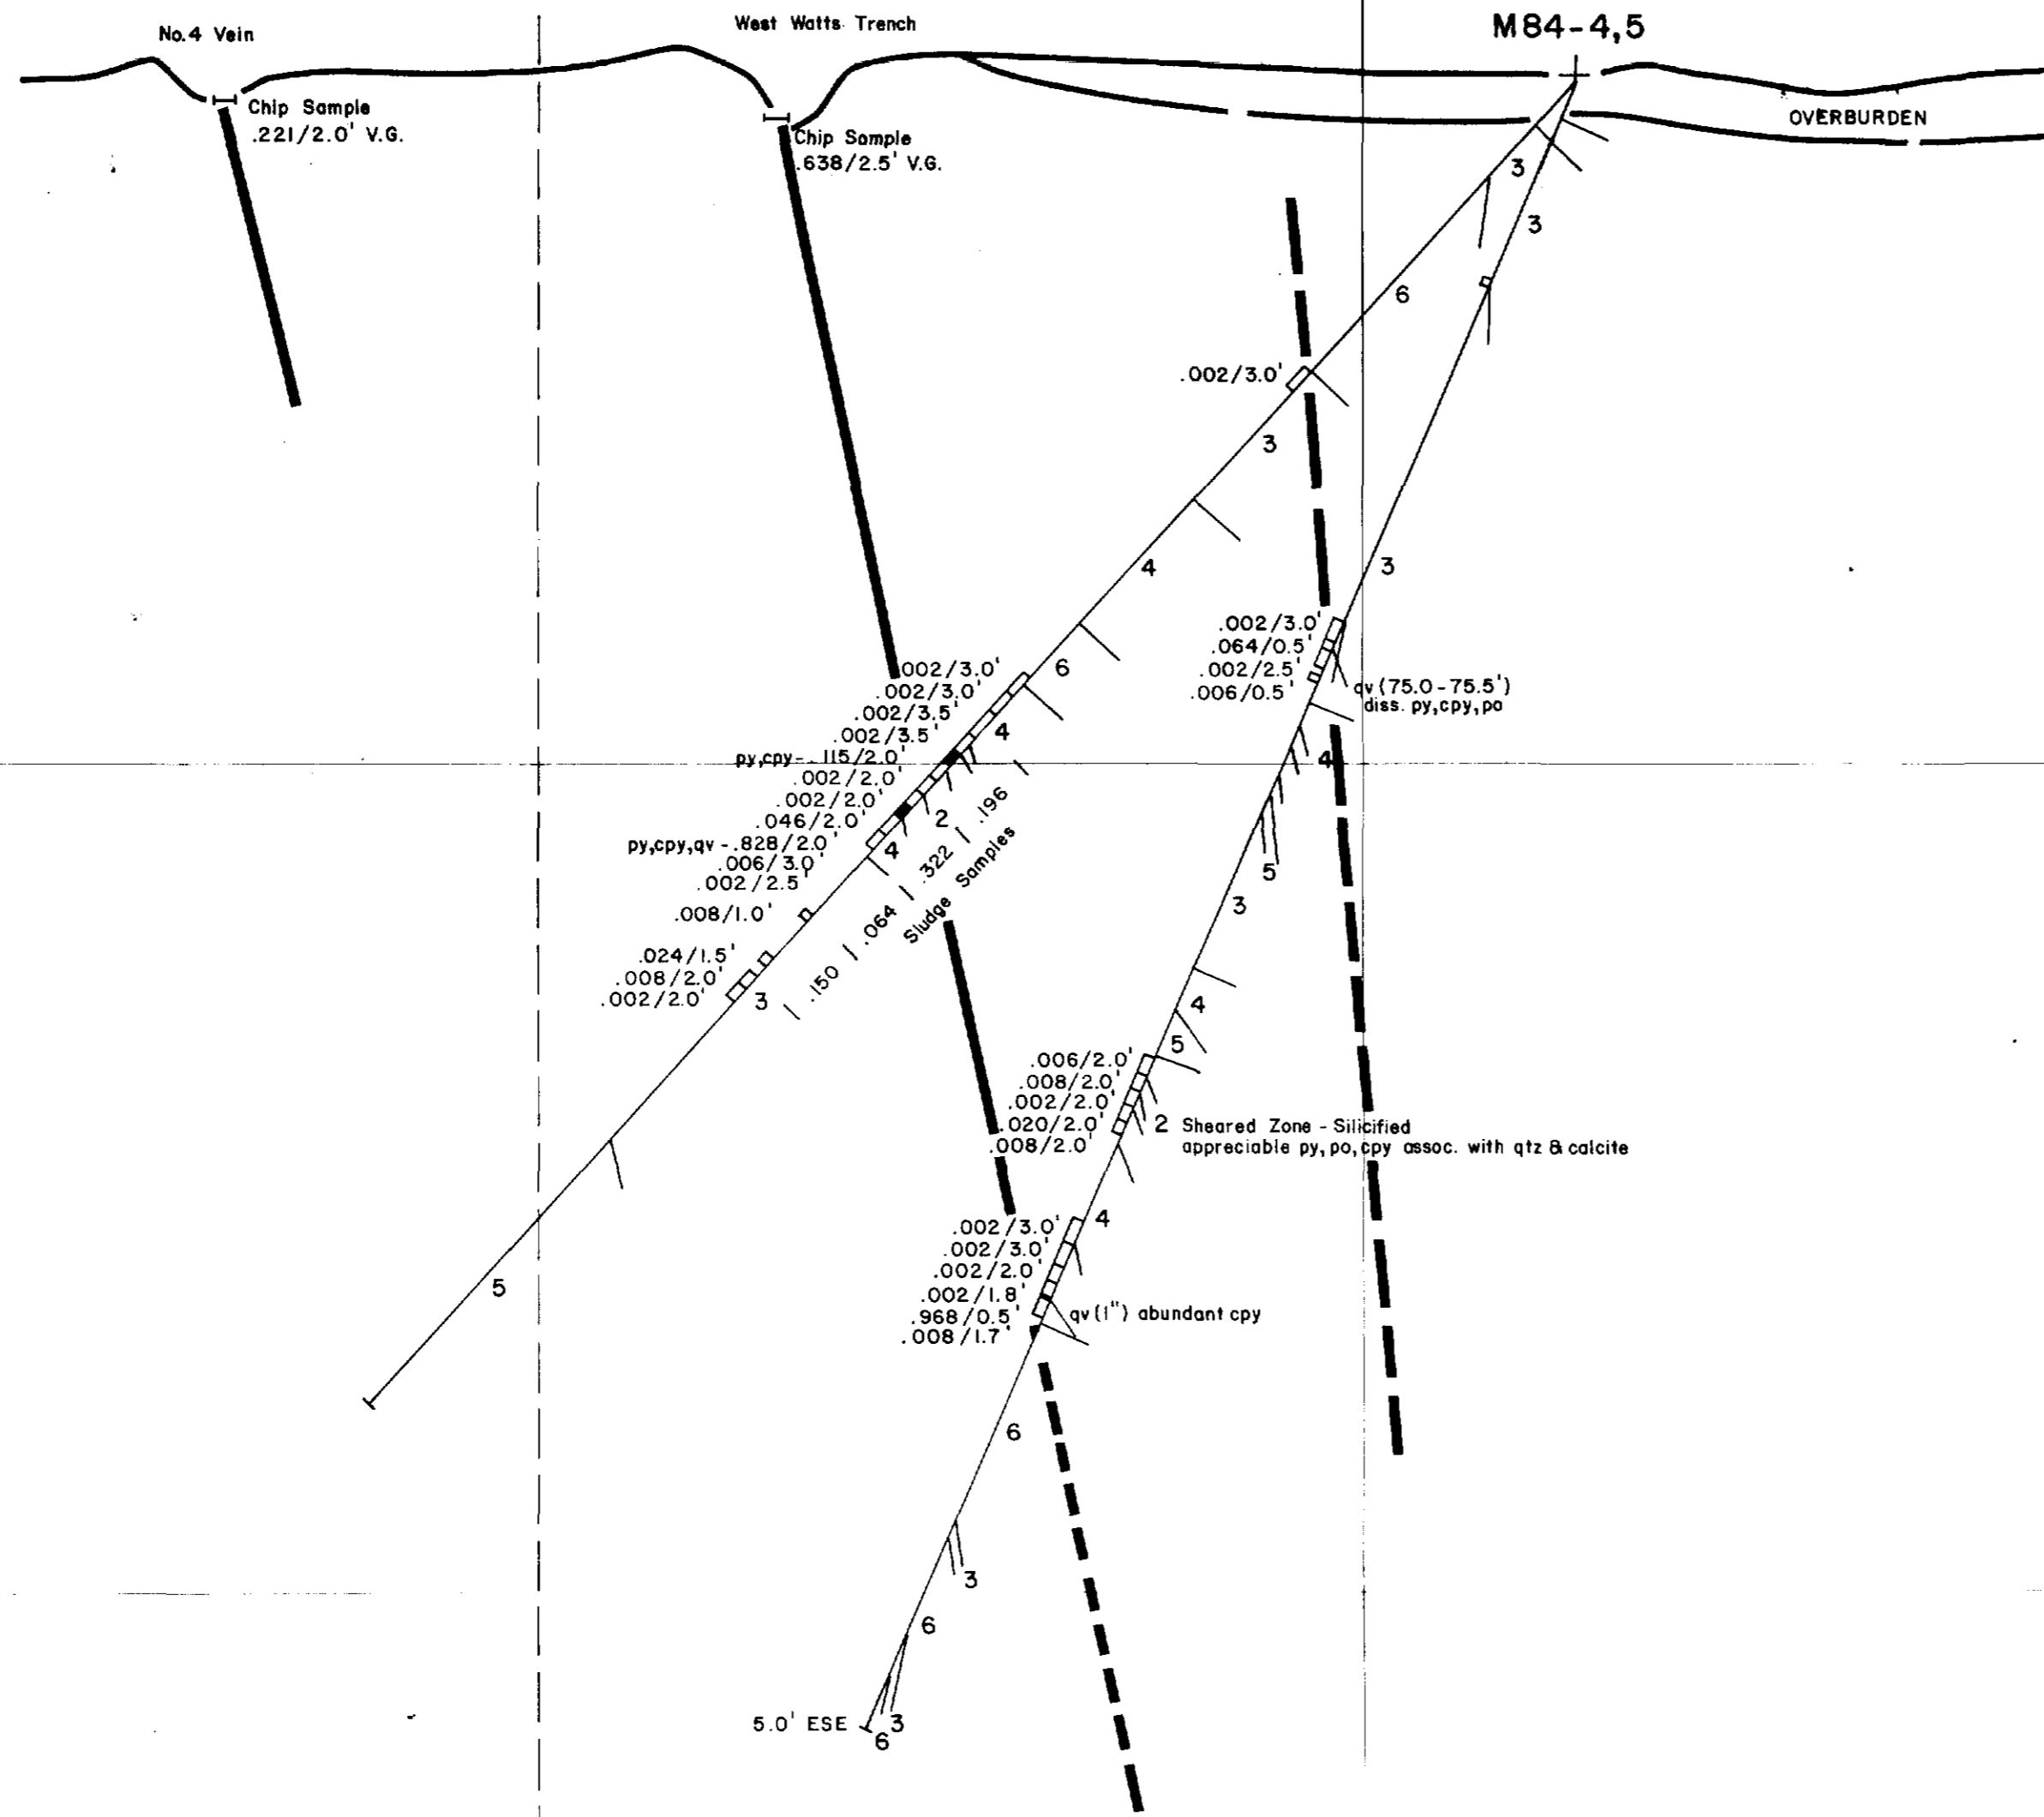 No.4 Vein
West Watts Trench
M84-4,5
Chip Sample
.221/2.0' V.G.
Chip Sample
.638/2.5' V.G.
OVERBURDEN
3
3
6
.002/3.0'
3
4
3
.002/3.0'
.064/0.5'
.002/2.5'
.006/0.5'
qv (75.0-75.5')
diss. py,cpy,po
6
.002/3.0'
.002/3.0'
.002/3.5'
.002/3.5'
py,cpy-.115/2.0'
.002/2.0'
.002/2.0'
.046/2.0'
py,cpy,qv-.828/2.0'
.006/3.0'
.002/2.5'
.008/1.0'
.024/1.5'
.008/2.0'
.002/2.0'
4
2
4
3
.150 | .064 | .322 | .196
Sludge Samples
4
5
3
4
5
.006/2.0'
.008/2.0'
.002/2.0'
.020/2.0'
.008/2.0'
2 Sheared Zone - Silicified
appreciable py, po, cpy assoc. with qtz & calcite
4
.002/3.0'
.002/3.0'
.002/2.0'
.002/1.8'
.968/0.5'
.008/1.7'
qv (1") abundant cpy
5
6
3
6
5.0' ESE
3
6